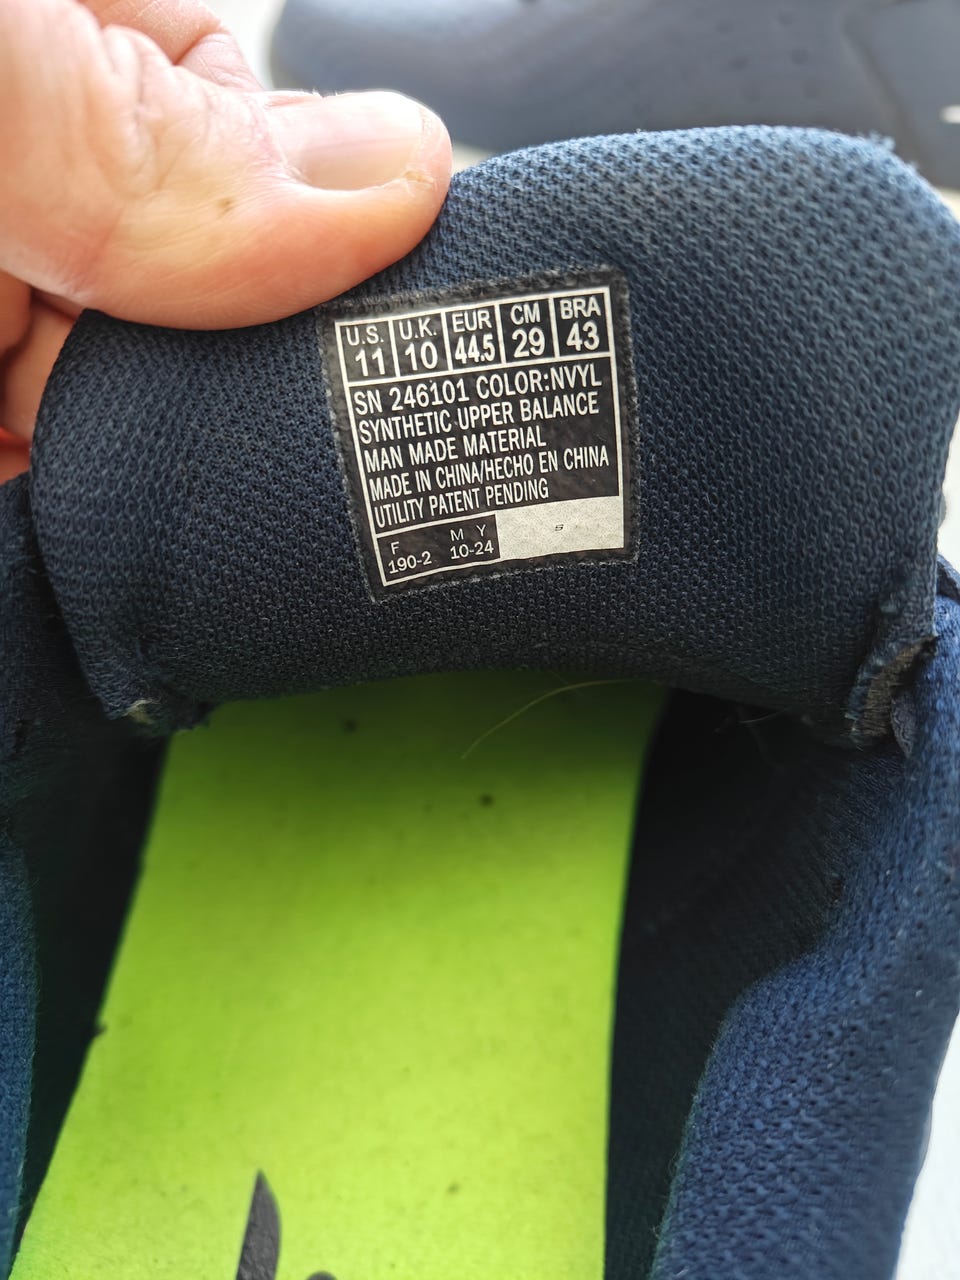 U.S. U.K. EUR CM BRA
11 10 44.5 29 43
SN 246101 COLOR:NVYL
SYNTHETIC UPPER BALANCE
MAN MADE MATERIAL
MADE IN CHINA/HECHO EN CHINA
UTILITY PATENT PENDING
F M Y
190-2 10-24